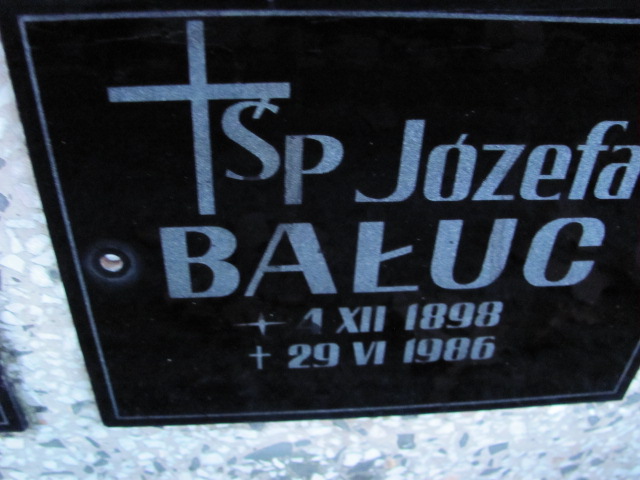 ŚP Józefa
BAŁUC
4 XII 1898
29 VI 1986